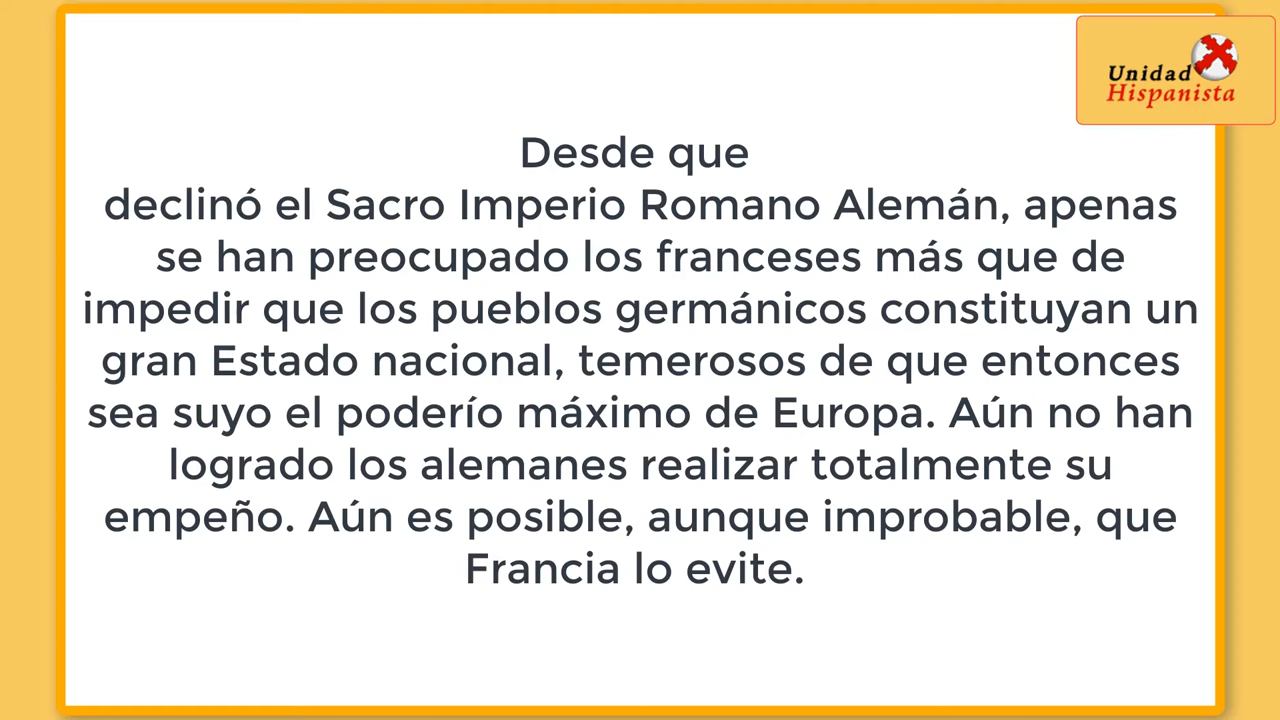 Unidad
Hispanista
Desde que
declinó el Sacro Imperio Romano Alemán, apenas
se han preocupado los franceses más que de
impedir que los pueblos germánicos constituyan un
gran Estado nacional, temerosos de que entonces
sea suyo el poderío máximo de Europa. Aún no han
logrado los alemanes realizar totalmente su
empeño. Aún es posible, aunque improbable, que
Francia lo evite.